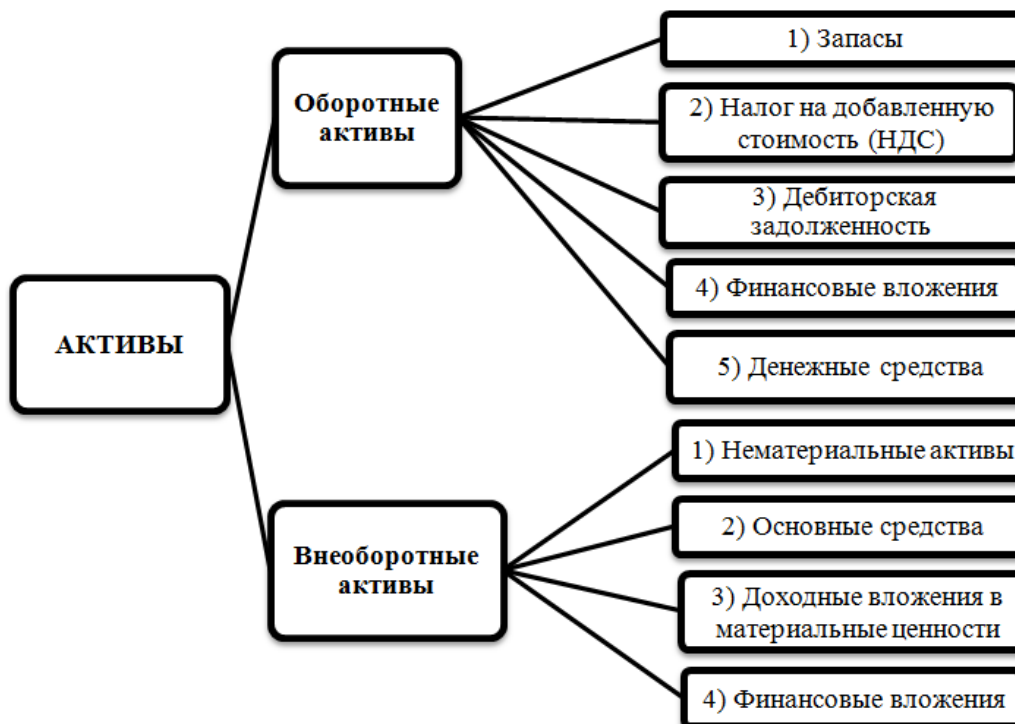 АКТИВЫ
Оборотные
активы
1) Запасы
2) Налог на добавленную
стоимость (НДС)
3) Дебиторская
задолженность
4) Финансовые вложения
5) Денежные средства
Внеоборотные
активы
1) Нематериальные активы
2) Основные средства
3) Доходные вложения в
материальные ценности
4) Финансовые вложения